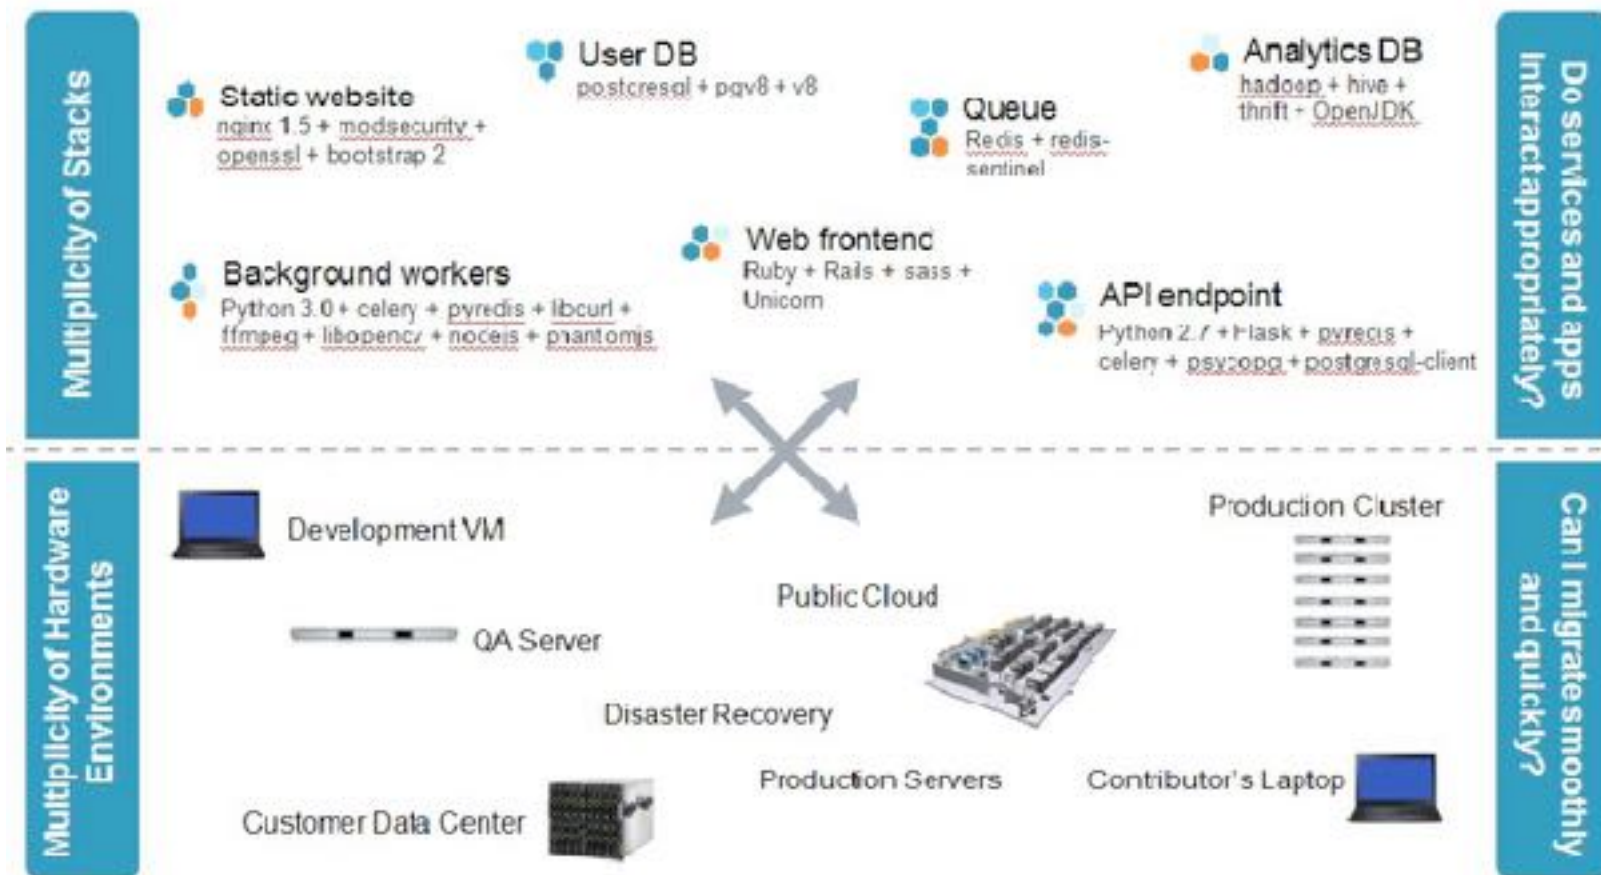 Multiplicity of Stacks
Static website
nginx 1.5 + modsecurity +
openssl + bootstrap 2
User DB
postgresql + pgv8 + v8
Queue
Redis + redis-
sentinel
Analytics DB
hadoop + hive +
thrift + OpenJDK
Background workers
Python 3.0 + celery + pyredis + libcurl +
ffmpeg + libopencv + nodejs + phantomjs
Web frontend
Ruby + Rails + sass +
Unicorn
API endpoint
Python 2.7 + Flask + pyredis +
celery + psycopg + postgresql-client
Do services and apps
interact appropriately?
Multiplicity of Hardware
Environments
Development VM
QA Server
Public Cloud
Production Cluster
Disaster Recovery
Customer Data Center
Production Servers
Contributor's Laptop
Can I migrate smoothly
and quickly?